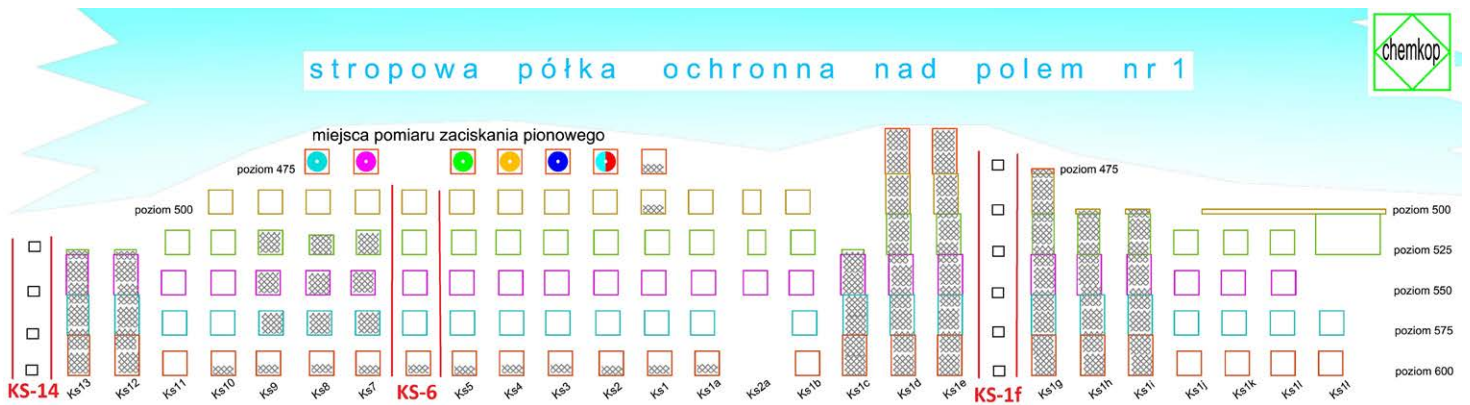 chemkop
stropowa półka ochronna nad polem nr 1
miejsca pomiaru zaciskania pionowego
poziom 475
poziom 475
poziom 500
poziom 500
poziom 525
poziom 550
poziom 575
poziom 600
KS-14
Ks13
Ks12
Ks11
Ks10
Ks9
Ks8
Ks7
KS-6
Ks5
Ks4
Ks3
Ks2
Ks1
Ks1a
Ks2a
Ks1b
Ks1c
Ks1d
Ks1e
KS-1f
Ks1g
Ks1h
Ks1i
Ks1j
Ks1k
Ks1l
Ks1ł